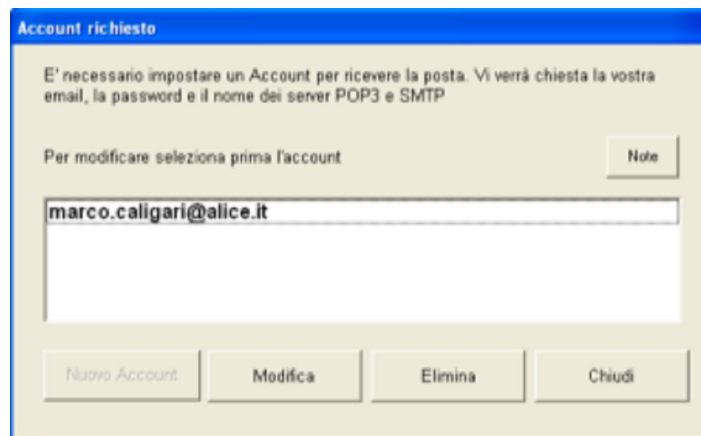 Account richiesto
E' necessario impostare un Account per ricevere la posta. Vi verrà chiesta la vostra
email, la password e il nome dei server POP3 e SMTP
Per modificare seleziona prima l'account
Note
marco.caligari@alice.it
Nuovo Account
Modifica
Elimina
Chiudi